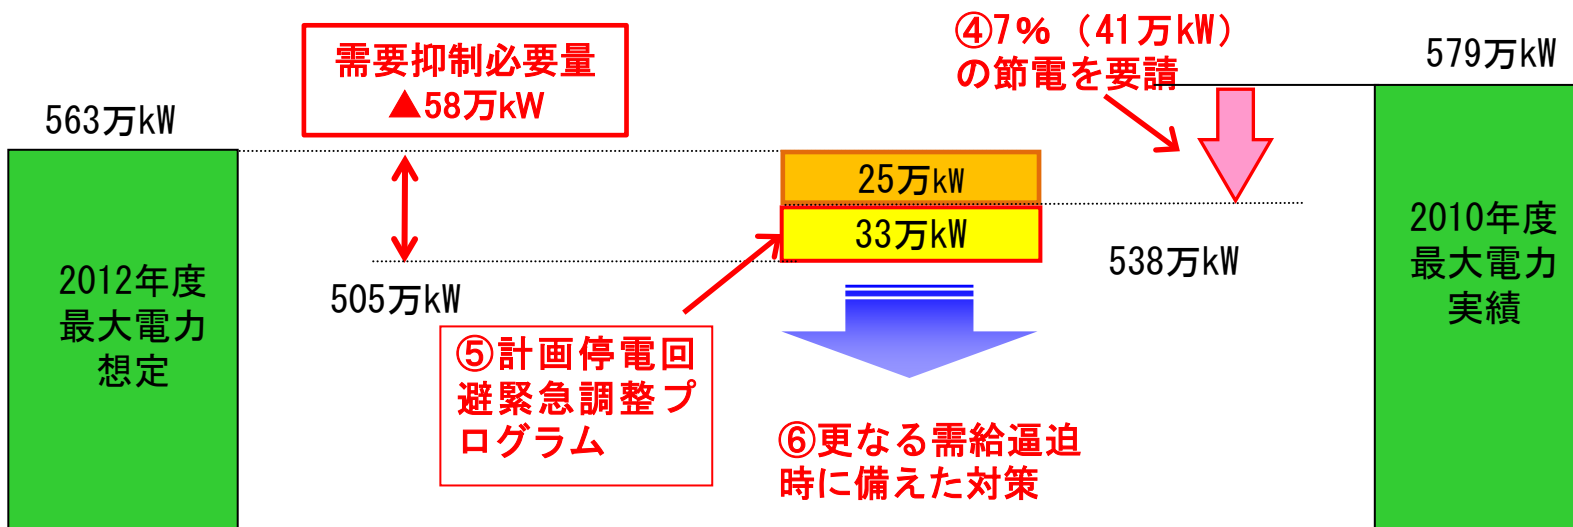 需要抑制必要量
▲58万kW
④7％（41万kW）
の節電を要請
579万kW
563万kW
25万kW
33万kW
538万kW
505万kW
2012年度
最大電力
想定
2010年度
最大電力
実績
⑤計画停電回
避緊急調整プ
ログラム
⑥更なる需給逼迫
時に備えた対策